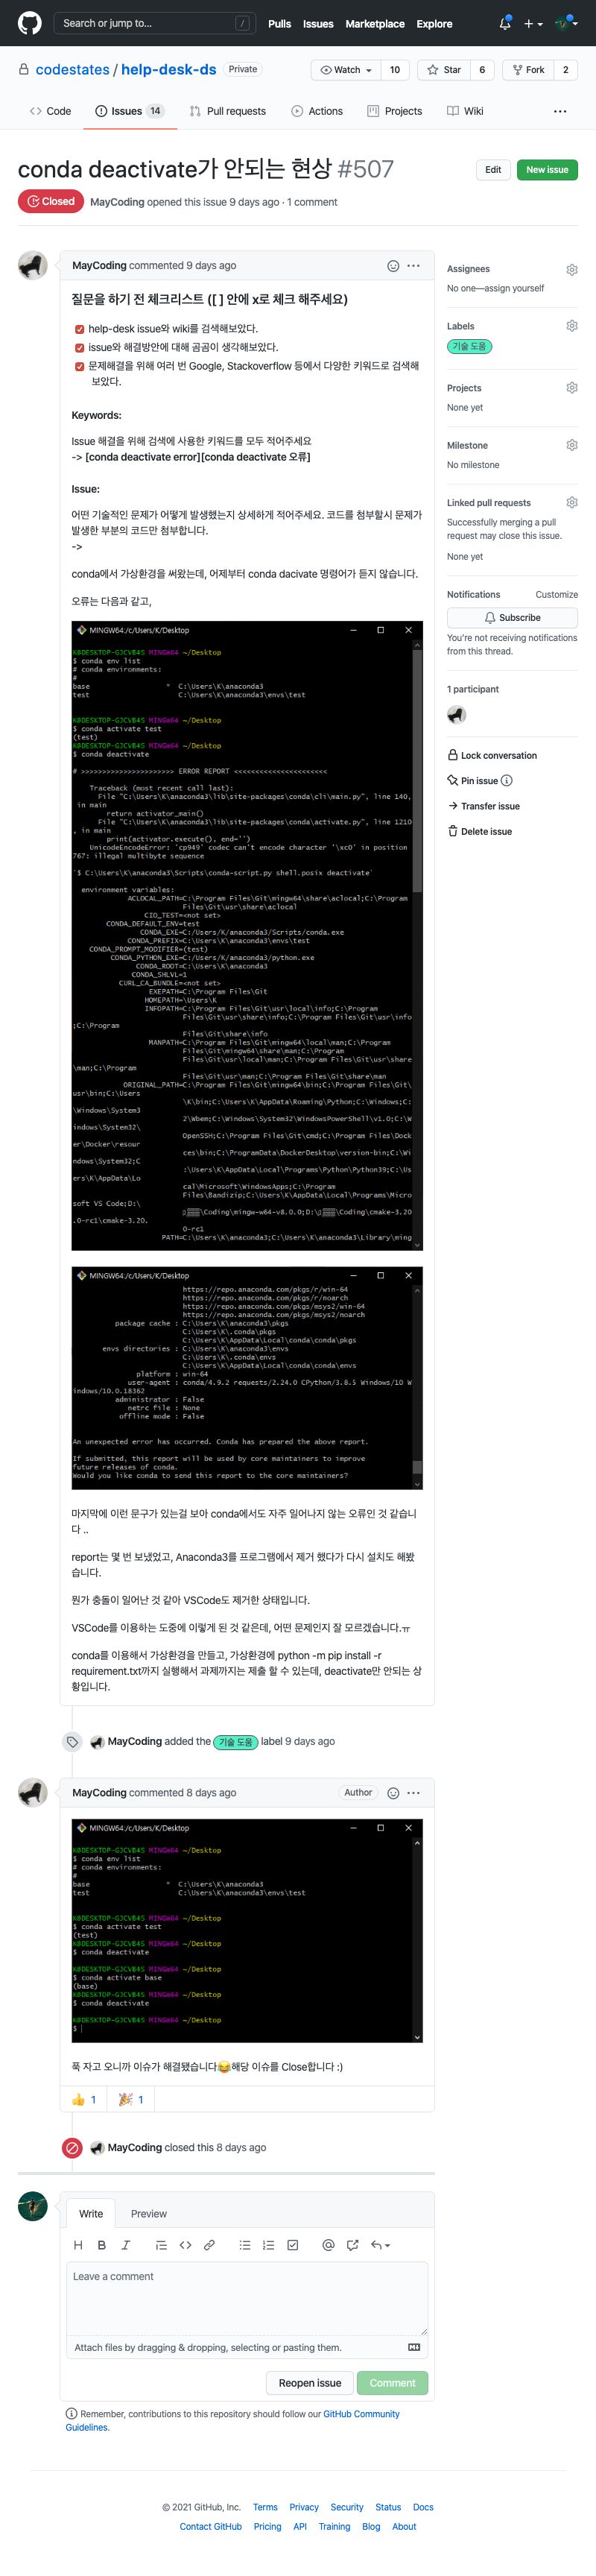 Search or jump to...
/
Pulls Issues Marketplace Explore
codestates / help-desk-ds Private
Watch 10 Star 6 Fork 2
Code Issues 14 Pull requests Actions Projects Wiki
conda deactivate가 안되는 현상 #507
Edit New issue
Closed MayCoding opened this issue 9 days ago · 1 comment
MayCoding commented 9 days ago
질문을 하기 전 체크리스트 ([ ] 안에 x로 체크 해주세요)
help-desk issue와 wiki를 검색해보았다.
issue와 해결방안에 대해 곰곰이 생각해보았다.
문제해결을 위해 여러 번 Google, Stackoverflow 등에서 다양한 키워드로 검색해
보았다.
Keywords:
Issue 해결을 위해 검색에 사용한 키워드를 모두 적어주세요
-> [conda deactivate error][conda deactivate 오류]
Issue:
어떤 기술적인 문제가 어떻게 발생했는지 상세하게 적어주세요. 코드를 첨부할시 문제가
발생한 부분의 코드만 첨부합니다.
->
conda에서 가상환경을 써왔는데, 어제부터 conda dacivate 명령어가 듣지 않습니다.
오류는 다음과 같고,
MINGW64:/c/Users/K/Desktop
K@DESKTOP-GJCVB4S MINGW64 ~/Desktop
$ conda env list
# conda environments:
#
base * C:\Users\K\anaconda3
test C:\Users\K\anaconda3\envs\test
K@DESKTOP-GJCVB4S MINGW64 ~/Desktop
$ conda activate test
(test)
K@DESKTOP-GJCVB4S MINGW64 ~/Desktop
$ conda deactivate
# >>>>>>>>>>>>>>>>>>>>>> ERROR REPORT <<<<<<<<<<<<<<<<<<<<<<
Traceback (most recent call last):
File "C:\Users\K\anaconda3\lib\site-packages\conda\cli\main.py", line 140,
in main
return activator_main()
File "C:\Users\K\anaconda3\lib\site-packages\conda\activate.py", line 1210
, in main
print(activator.execute(), end='')
UnicodeEncodeError: 'cp949' codec can't encode character '\xc0' in position
767: illegal multibyte sequence
`$ C:\Users\K\anaconda3\Scripts\conda-script.py shell.posix deactivate`
environment variables:
ACLOCAL_PATH=C:\Program Files\Git\mingw64\share\aclocal;C:\Program
Files\Git\usr\share\aclocal
CIO_TEST=<not set>
CONDA_DEFAULT_ENV=test
CONDA_EXE=C:/Users/K/anaconda3/Scripts/conda.exe
CONDA_PREFIX=C:\Users\K\anaconda3\envs\test
CONDA_PROMPT_MODIFIER=(test)
CONDA_PYTHON_EXE=C:/Users/K/anaconda3/python.exe
CONDA_ROOT=C:\Users\K\anaconda3
CONDA_SHLVL=1
CURL_CA_BUNDLE=<not set>
EXEPATH=C:\Program Files\Git
HOMEPATH=\Users\K
INFOPATH=C:\Program Files\Git\usr\local\info;C:\Program
Files\Git\usr\share\info;C:\Program Files\Git\usr\info
;C:\Program
Files\Git\share\info
MANPATH=C:\Program Files\Git\mingw64\local\man;C:\Program
Files\Git\mingw64\share\man;C:\Program
Files\Git\usr\local\man;C:\Program Files\Git\usr\share
\man;C:\Program
Files\Git\usr\man;C:\Program Files\Git\share\man
ORIGINAL_PATH=C:\Program Files\Git\mingw64\bin;C:\Program Files\Git\
usr\bin;C:\Users
\K\bin;C:\Users\K\AppData\Roaming\Python;C:\Windows;C:
\Windows\System3
2\Wbem;C:\Windows\System32\WindowsPowerShell\v1.0;C:\W
indows\System32\
OpenSSH;C:\Program Files\Git\cmd;C:\Program Files\Dock
er\Docker\resour
ces\bin;C:\ProgramData\DockerDesktop\version-bin;C:\Wi
ndows\System32;C
:\Users\K\AppData\Local\Programs\Python\Python39;C:\Us
ers\K\AppData\Lo
cal\Microsoft\WindowsApps;C:\Program
Files\Bandizip;C:\Users\K\AppData\Local\Programs\Micro
soft VS Code;D:\
\Coding\mingw-w64-v8.0.0;D:\ \Coding\cmake-3.20
.0-rc1\cmake-3.20.
0-rc1
PATH=C:\Users\K\anaconda3;C:\Users\K\anaconda3\Library\ming
MINGW64:/c/Users/K/Desktop
https://repo.anaconda.com/pkgs/r/win-64
https://repo.anaconda.com/pkgs/r/noarch
https://repo.anaconda.com/pkgs/msys2/win-64
https://repo.anaconda.com/pkgs/msys2/noarch
package cache : C:\Users\K\anaconda3\pkgs
C:\Users\K\.conda\pkgs
C:\Users\K\AppData\Local\conda\conda\pkgs
envs directories : C:\Users\K\anaconda3\envs
C:\Users\K\.conda\envs
C:\Users\K\AppData\Local\conda\conda\envs
platform : win-64
user-agent : conda/4.9.2 requests/2.24.0 CPython/3.8.5 Windows/10 W
indows/10.0.18362
administrator : False
netrc file : None
offline mode : False
An unexpected error has occurred. Conda has prepared the above report.
If submitted, this report will be used by core maintainers to improve
future releases of conda.
Would you like conda to send this report to the core maintainers?
마지막에 이런 문구가 있는걸 보아 conda에서도 자주 일어나지 않는 오류인 것 같습니
다 ..
report는 몇 번 보냈었고, Anaconda3를 프로그램에서 제거 했다가 다시 설치도 해봤
습니다.
뭔가 충돌이 일어난 것 같아 VSCode도 제거한 상태입니다.
VSCode를 이용하는 도중에 이렇게 된 것 같은데, 어떤 문제인지 잘 모르겠습니다.ㅠ
conda를 이용해서 가상환경을 만들고, 가상환경에 python -m pip install -r
requirement.txt까지 실행해서 과제까지는 제출 할 수 있는데, deactivate만 안되는 상
황입니다.
MayCoding added the 기술 도움 label 9 days ago
MayCoding commented 8 days ago Author
MINGW64:/c/Users/K/Desktop
K@DESKTOP-GJCVB4S MINGW64 ~/Desktop
$ conda env list
# conda environments:
#
base * C:\Users\K\anaconda3
test C:\Users\K\anaconda3\envs\test
K@DESKTOP-GJCVB4S MINGW64 ~/Desktop
$ conda activate test
(test)
K@DESKTOP-GJCVB4S MINGW64 ~/Desktop
$ conda deactivate
K@DESKTOP-GJCVB4S MINGW64 ~/Desktop
$ conda activate base
(base)
K@DESKTOP-GJCVB4S MINGW64 ~/Desktop
$ conda deactivate
K@DESKTOP-GJCVB4S MINGW64 ~/Desktop
$
푹 자고 오니까 이슈가 해결됐습니다😂해당 이슈를 Close합니다 :)
👍 1 🎉 1
MayCoding closed this 8 days ago
Write Preview
Leave a comment
Attach files by dragging & dropping, selecting or pasting them.
Reopen issue Comment
Remember, contributions to this repository should follow our GitHub Community
Guidelines.
Assignees
No one—assign yourself
Labels
기술 도움
Projects
None yet
Milestone
No milestone
Linked pull requests
Successfully merging a pull
request may close this issue.
None yet
Notifications Customize
Subscribe
You're not receiving notifications
from this thread.
1 participant
Lock conversation
Pin issue
Transfer issue
Delete issue
© 2021 GitHub, Inc. Terms Privacy Security Status Docs
Contact GitHub Pricing API Training Blog About